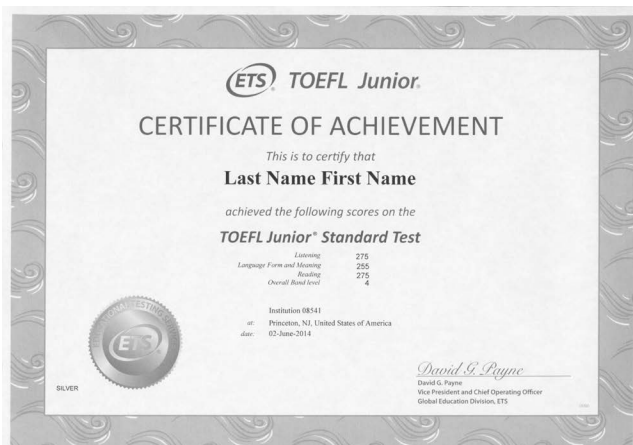 ETS® TOEFL Junior®
CERTIFICATE OF ACHIEVEMENT
This is to certify that
Last Name First Name
achieved the following scores on the
TOEFL Junior® Standard Test
Listening 275
Language Form and Meaning 255
Reading 275
Overall Band level 4
Institution 08541
at: Princeton, NJ, United States of America
date: 02-June-2014
ETS®
SILVER
David G. Payne
David G. Payne
Vice President and Chief Operating Officer
Global Education Division, ETS